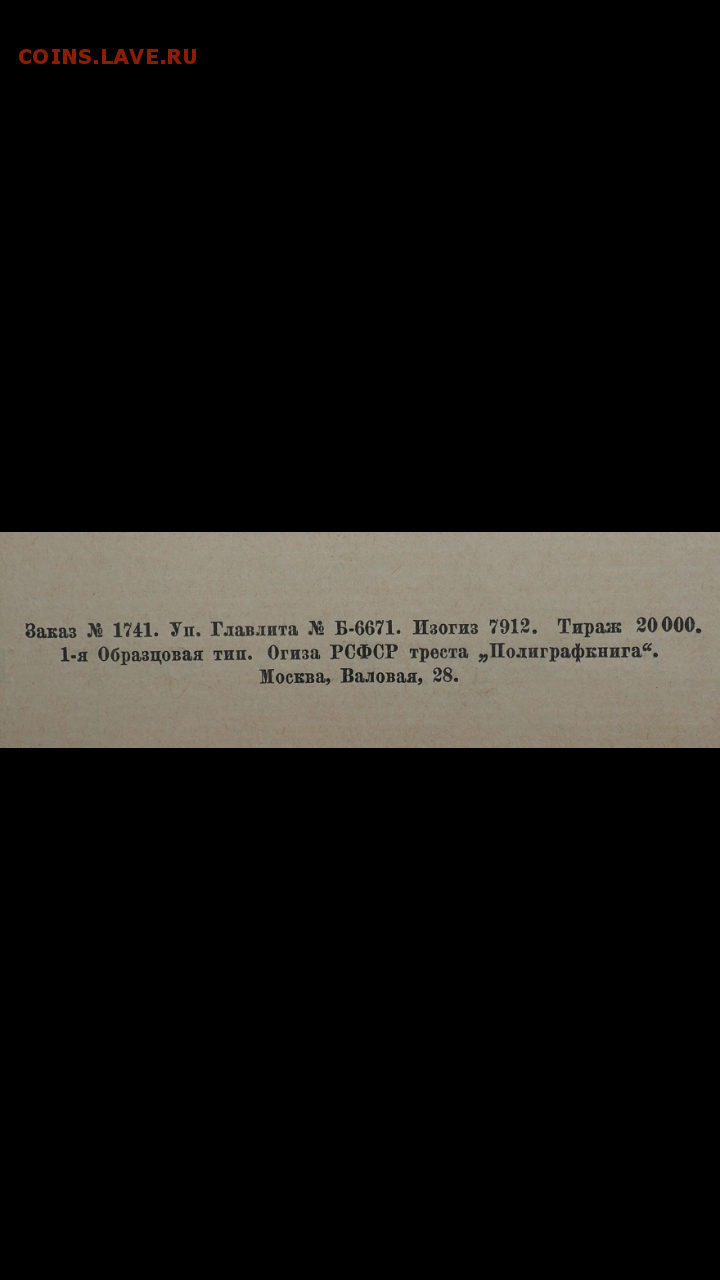 COINS.LAVE.RU
Заказ № 1741. Уп. Главлита № Б-6671. Изогиз 7912. Тираж 20 000.
1-я Образцовая тип. Огиза РСФСР треста „Полиграфкнига“.
Москва, Валовая, 28.